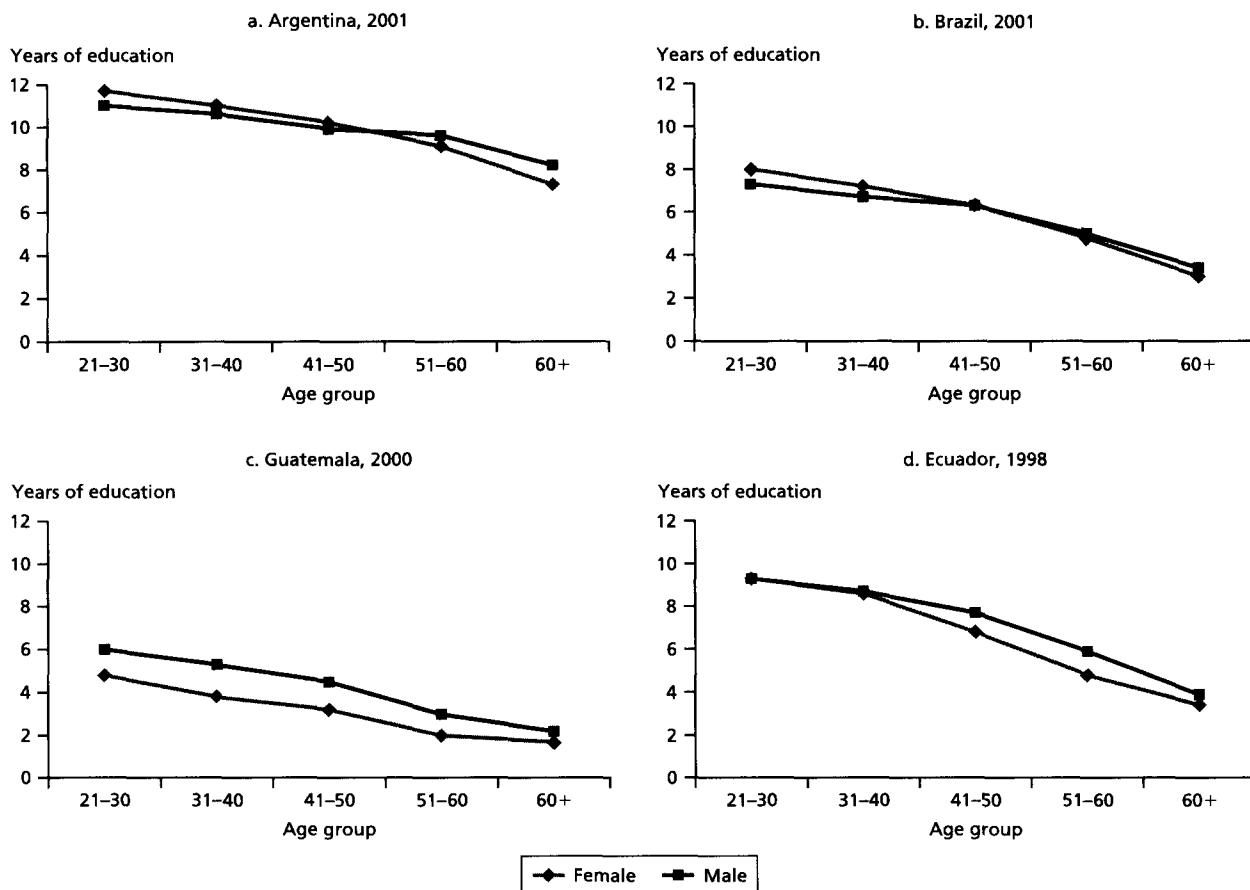 a. Argentina, 2001
Years of education
12
10
8
6
4
2
0
21–30 31–40 41–50 51–60 60+
Age group
b. Brazil, 2001
Years of education
12
10
8
6
4
2
0
21–30 31–40 41–50 51–60 60+
Age group
c. Guatemala, 2000
Years of education
12
10
8
6
4
2
0
21–30 31–40 41–50 51–60 60+
Age group
d. Ecuador, 1998
Years of education
12
10
8
6
4
2
0
21–30 31–40 41–50 51–60 60+
Age group
Female Male